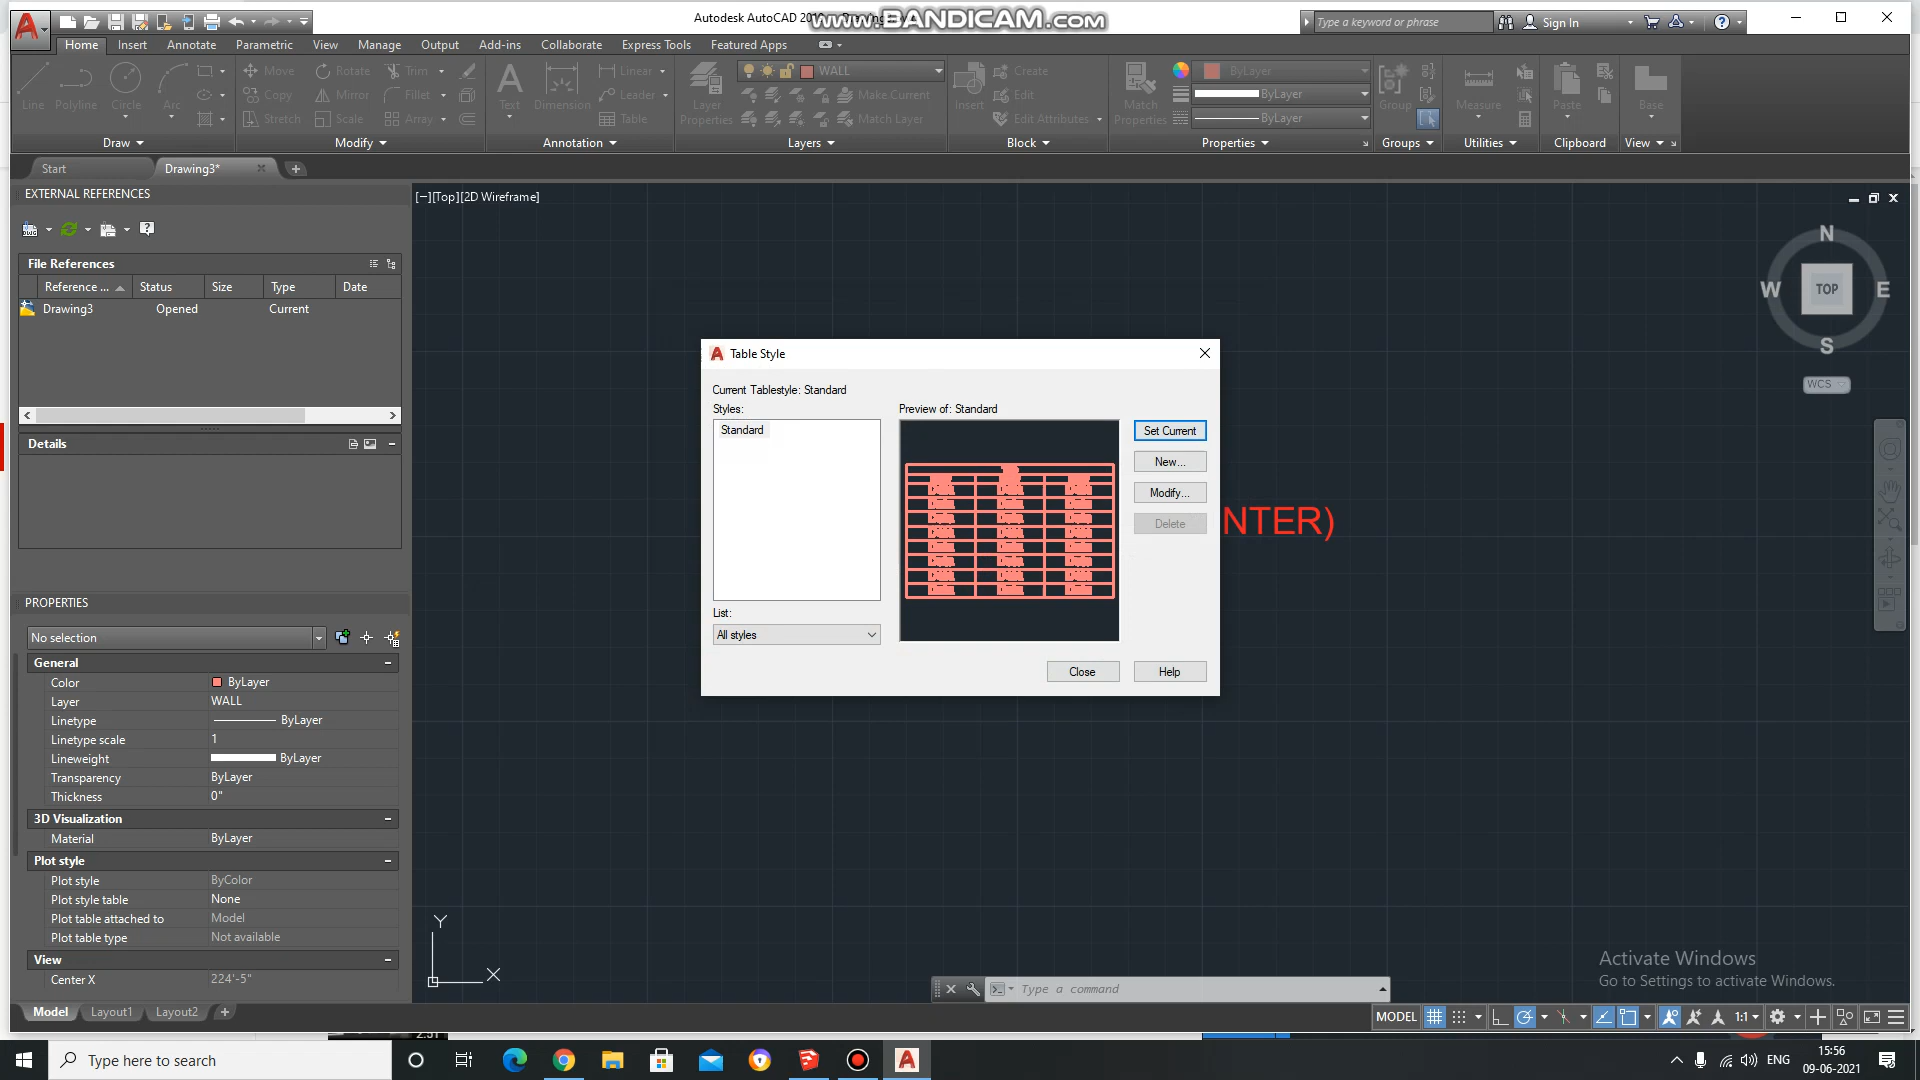 Autodesk AutoCAD 20
www.BANDICAM.com
Type a keyword or phrase
Sign In
Home Insert Annotate Parametric View Manage Output Add-ins Collaborate Express Tools Featured Apps
Line Polyline Circle Arc
Move Rotate Trim
Copy Mirror Fillet
Stretch Scale Array
Text Dimension
Linear
Leader
Table
Layer
Properties
WALL
Make Current
Match Layer
Insert
Create
Edit
Edit Attributes
Match
Properties
ByLayer
ByLayer
ByLayer
Group
Measure
Paste
Base
Draw Modify Annotation Layers Block Properties Groups Utilities Clipboard View
Start Drawing3*
EXTERNAL REFERENCES
[−][Top][2D Wireframe]
File References
Reference ... Status Size Type Date
Drawing3 Opened Current
Details
N
W TOP E
S
WCS
Table Style
Current Tablestyle: Standard
Styles:
Preview of: Standard
Standard
Set Current
New...
Modify...
Delete
List:
All styles
Close Help
NTER)
PROPERTIES
No selection
General
Color ByLayer
Layer WALL
Linetype ByLayer
Linetype scale 1
Lineweight ByLayer
Transparency ByLayer
Thickness 0"
3D Visualization
Material ByLayer
Plot style
Plot style ByColor
Plot style table None
Plot table attached to Model
Plot table type Not available
View
Center X 224'-5"
Y
X
Type a command
Activate Windows
Go to Settings to activate Windows.
Model Layout1 Layout2
MODEL 1:1
Type here to search
ENG
15:56
09-06-2021